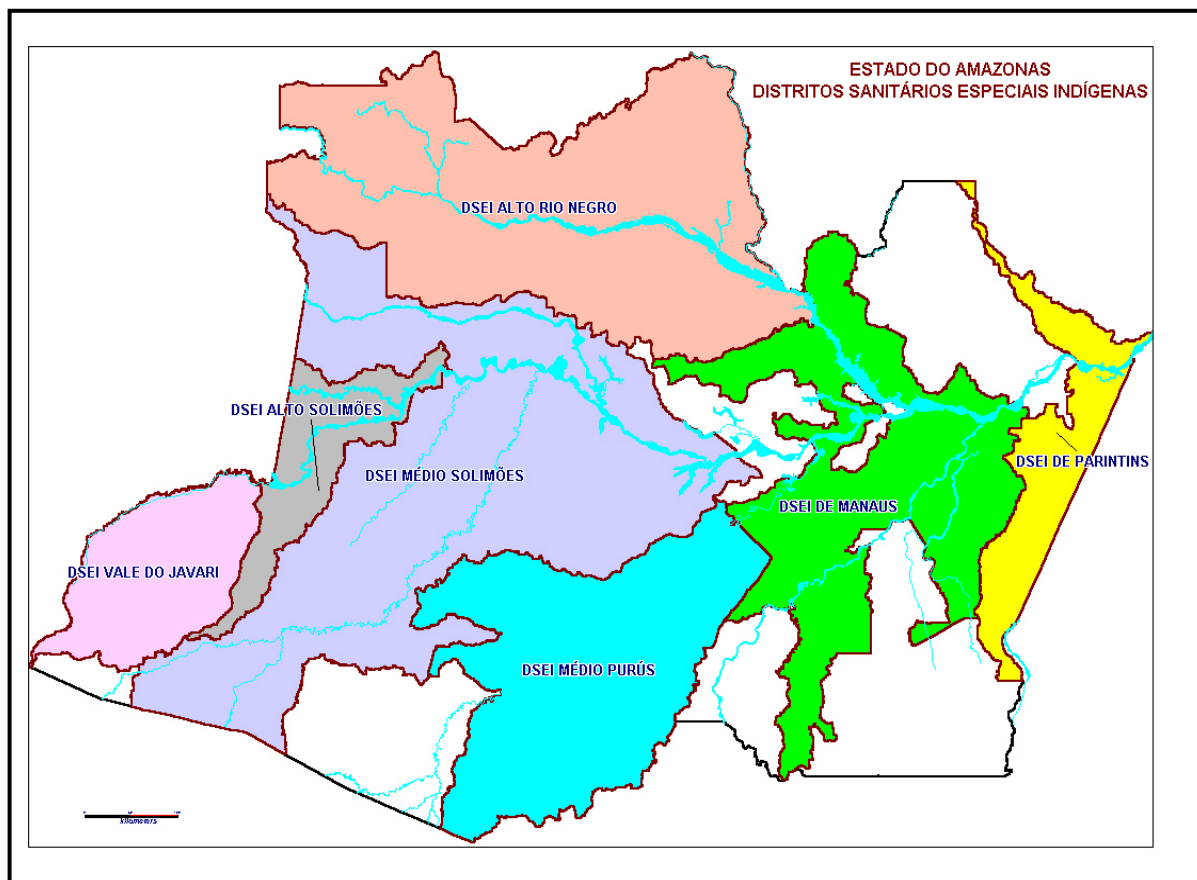 ESTADO DO AMAZONAS
DISTRITOS SANITÁRIOS ESPECIAIS INDÍGENAS
DSEI ALTO RIO NEGRO
DSEI ALTO SOLIMÕES
DSEI DE PARINTINS
DSEI MÉDIO SOLIMÕES
DSEI DE MANAUS
DSEI VALE DO JAVARI
DSEI MÉDIO PURÚS
kilometers